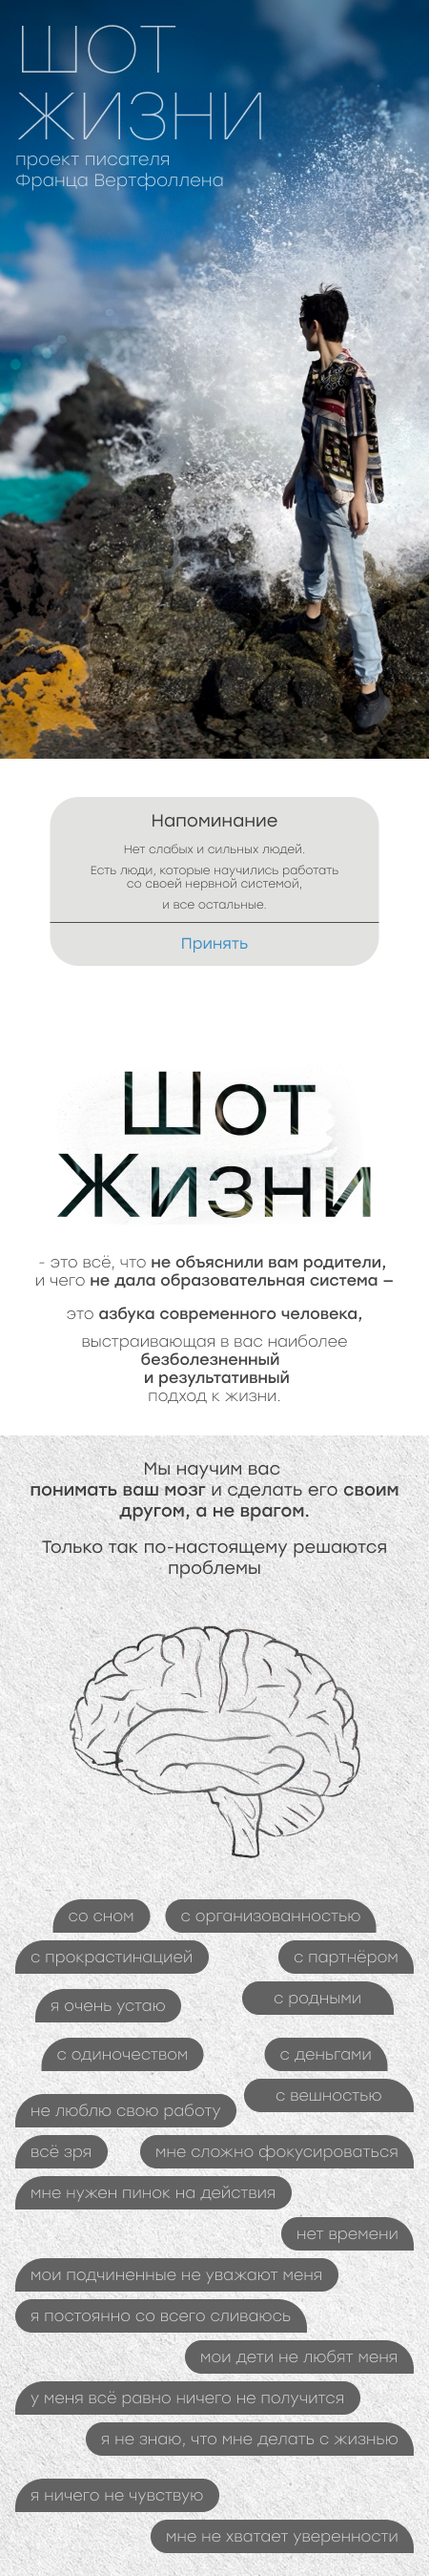 ШОТ
ЖИЗНИ
проект писателя
Франца Вертфоллена
Напоминание
Нет слабых и сильных людей.
Есть люди, которые научились работать
со своей нервной системой,
и все остальные.
Принять
Шот
Жизни
- это всё, что не объяснили вам родители,
и чего не дала образовательная система —
это азбука современного человека,
выстраивающая в вас наиболее
безболезненный
и результативный
подход к жизни.
Мы научим вас
понимать ваш мозг и сделать его своим
другом, а не врагом.
Только так по-настоящему решаются
проблемы
со сном
с организованностью
с прокрастинацией
с партнёром
с родными
я очень устаю
с одиночеством
с деньгами
с вешностью
не люблю свою работу
всё зря
мне сложно фокусироваться
мне нужен пинок на действия
нет времени
мои подчиненные не уважают меня
я постоянно со всего сливаюсь
мои дети не любят меня
у меня всё равно ничего не получится
я не знаю, что мне делать с жизнью
я ничего не чувствую
мне не хватает уверенности